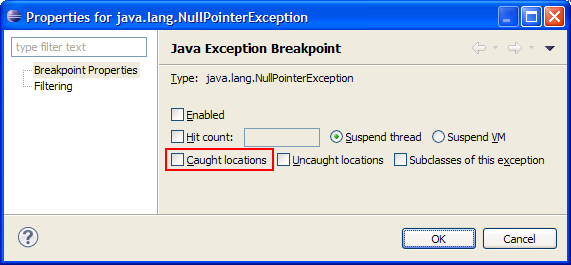 Properties for java.lang.NullPointerException
type filter text
Breakpoint Properties
Filtering
Java Exception Breakpoint
Type: java.lang.NullPointerException
Enabled
Hit count: Suspend thread Suspend VM
Caught locations Uncaught locations Subclasses of this exception
?
OK Cancel